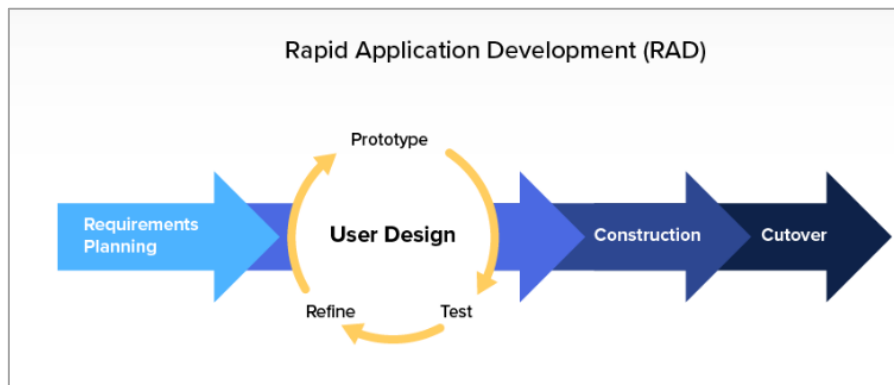 Rapid Application Development (RAD)
Prototype
Requirements
Planning
User Design
Construction
Cutover
Refine
Test